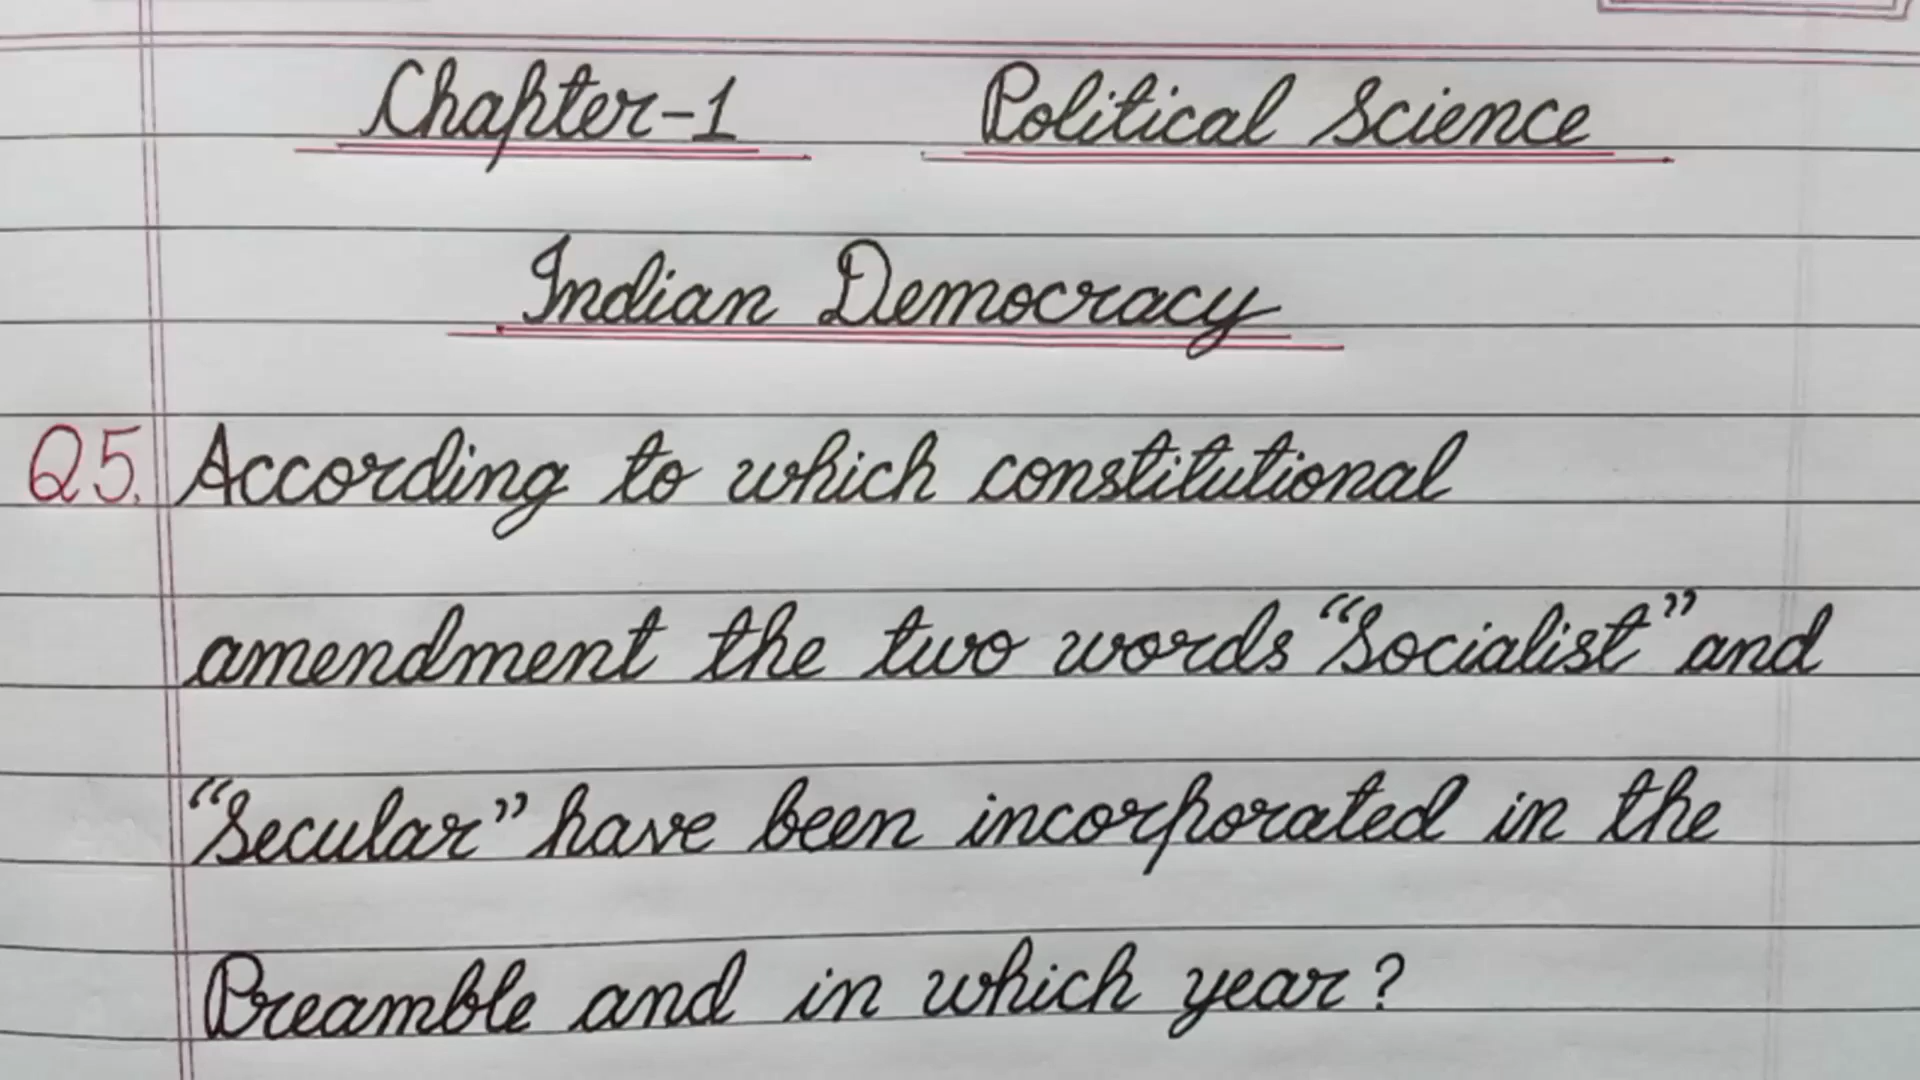 Chapter-1 Political Science
Indian Democracy
Q5. According to which constitutional
amendment the two words “Socialist” and
“Secular” have been incorporated in the
Preamble and in which year?